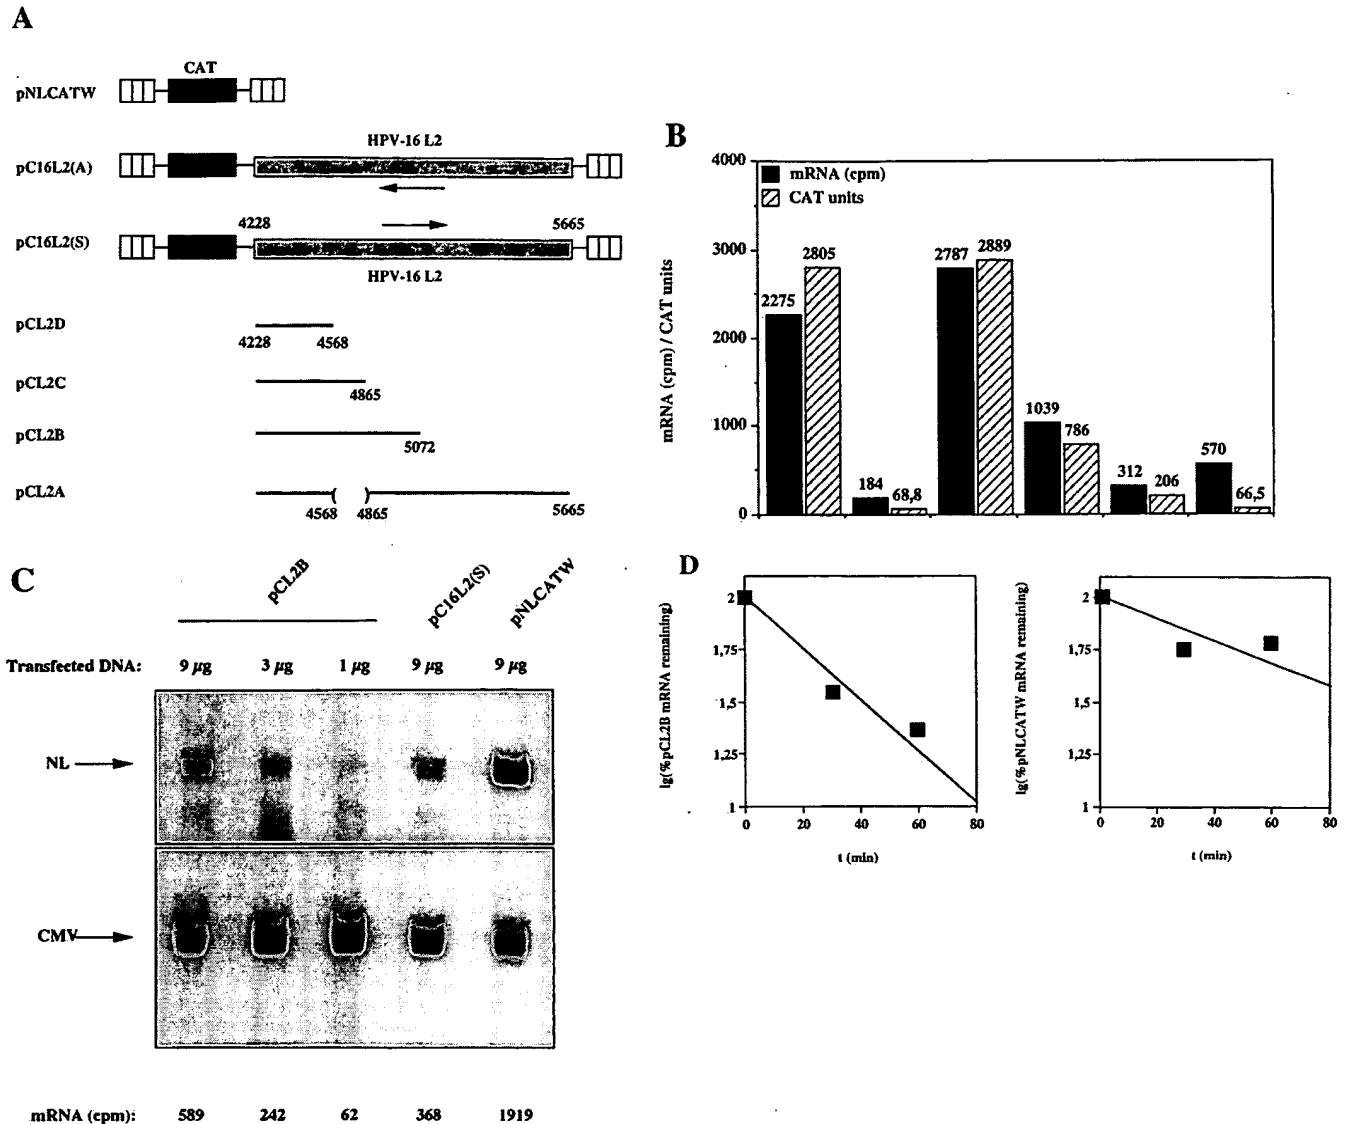 A
CAT
pNLCATW
HPV-16 L2
pC16L2(A)
4228
5665
pC16L2(S)
HPV-16 L2
pCL2D
4228
4568
pCL2C
4865
pCL2B
5072
pCL2A
4568
4865
5665
B
mRNA (cpm) / CAT units
4000
3000
2000
1000
0
mRNA (cpm)
CAT units
2275
2805
184
68,8
2787
2889
1039
786
312
206
570
66,5
C
pCL2B
pC16L2(S)
pNLCATW
Transfected DNA: 9 µg 3 µg 1 µg 9 µg 9 µg
NL
CMV
mRNA (cpm): 589 242 62 368 1919
D
lg(%pCL2B mRNA remaining)
2
1,75
1,5
1,25
1
0 20 40 60 80
t (min)
lg(%pNLCATW mRNA remaining)
2
1,75
1,5
1,25
1
0 20 40 60 80
t (min)